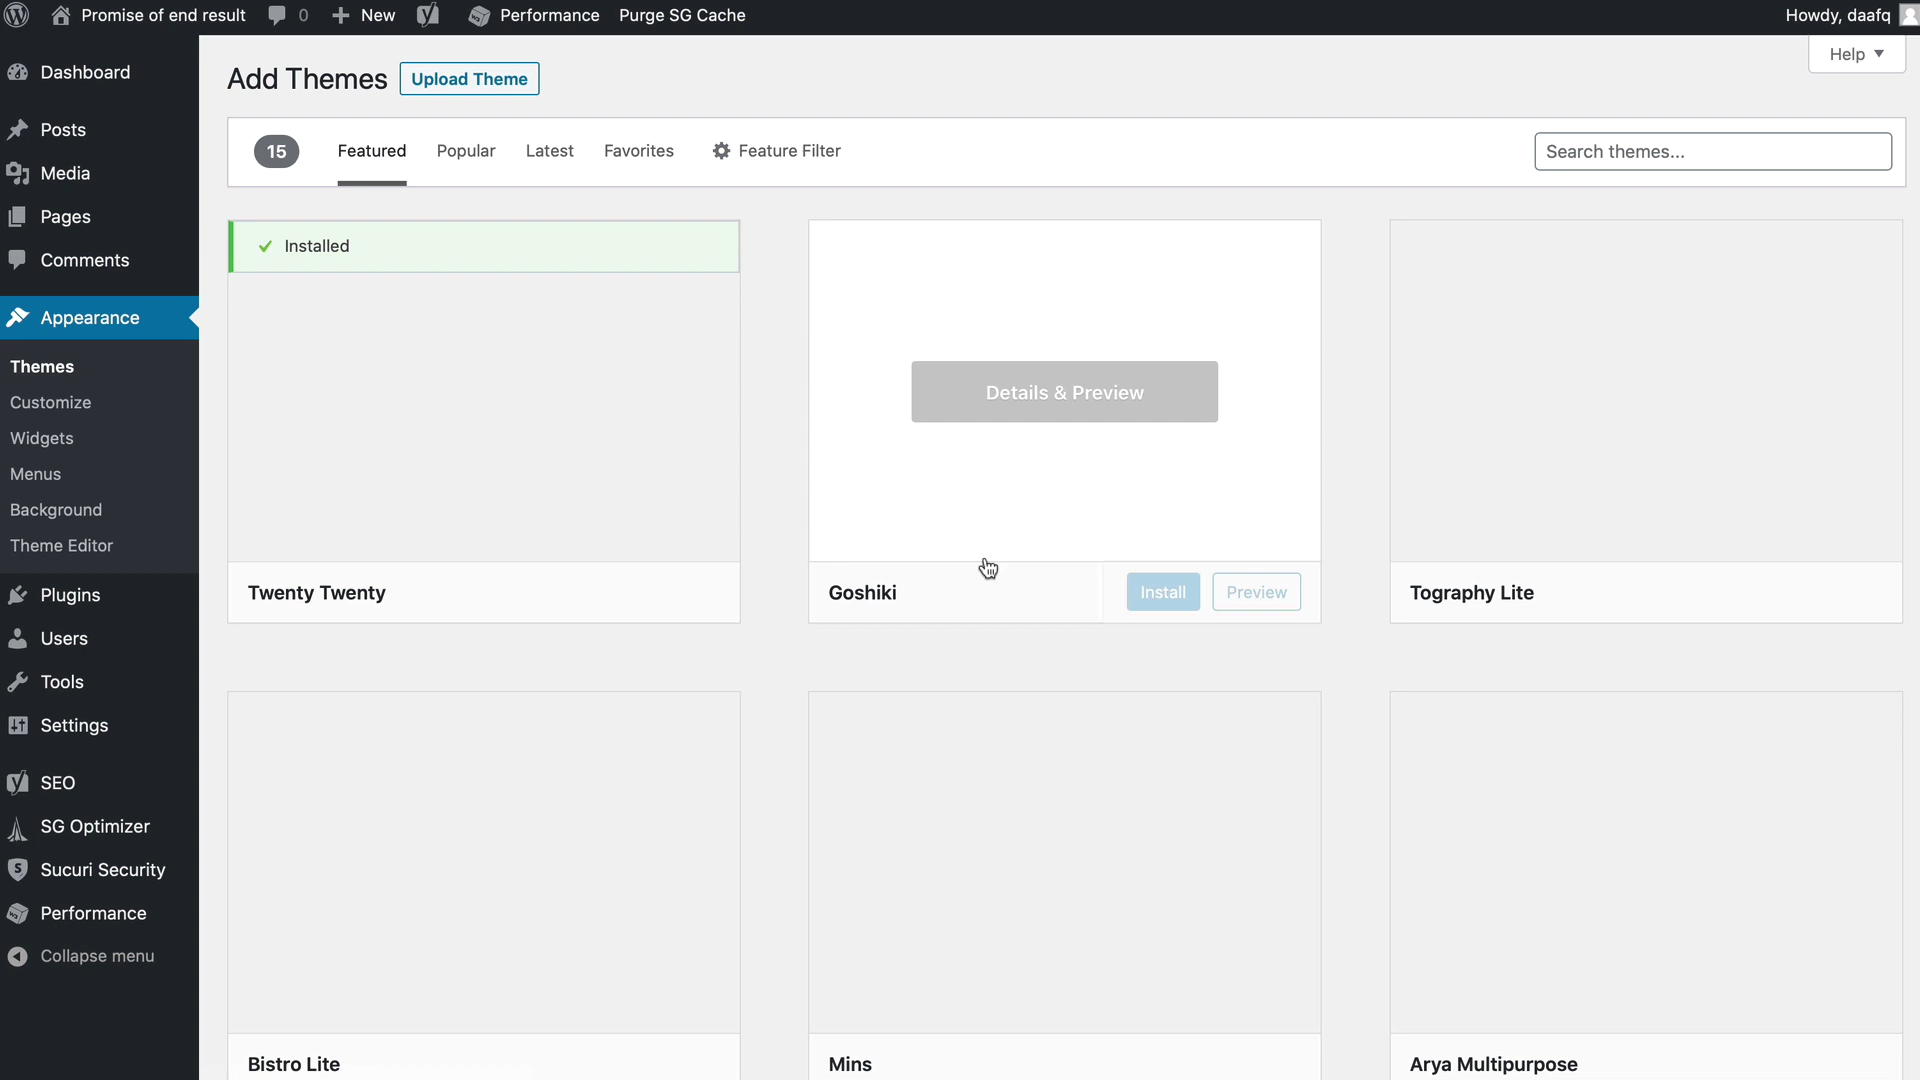 Promise of end result 0 New Performance Purge SG Cache Howdy, daafq
Help
Dashboard
Posts
Media
Pages
Comments
Appearance
Themes
Customize
Widgets
Menus
Background
Theme Editor
Plugins
Users
Tools
Settings
SEO
SG Optimizer
Sucuri Security
Performance
Collapse menu
Add Themes Upload Theme
15 Featured Popular Latest Favorites Feature Filter Search themes...
Installed
Details & Preview
Twenty Twenty
Goshiki Install Preview
Tography Lite
Bistro Lite
Mins
Arya Multipurpose